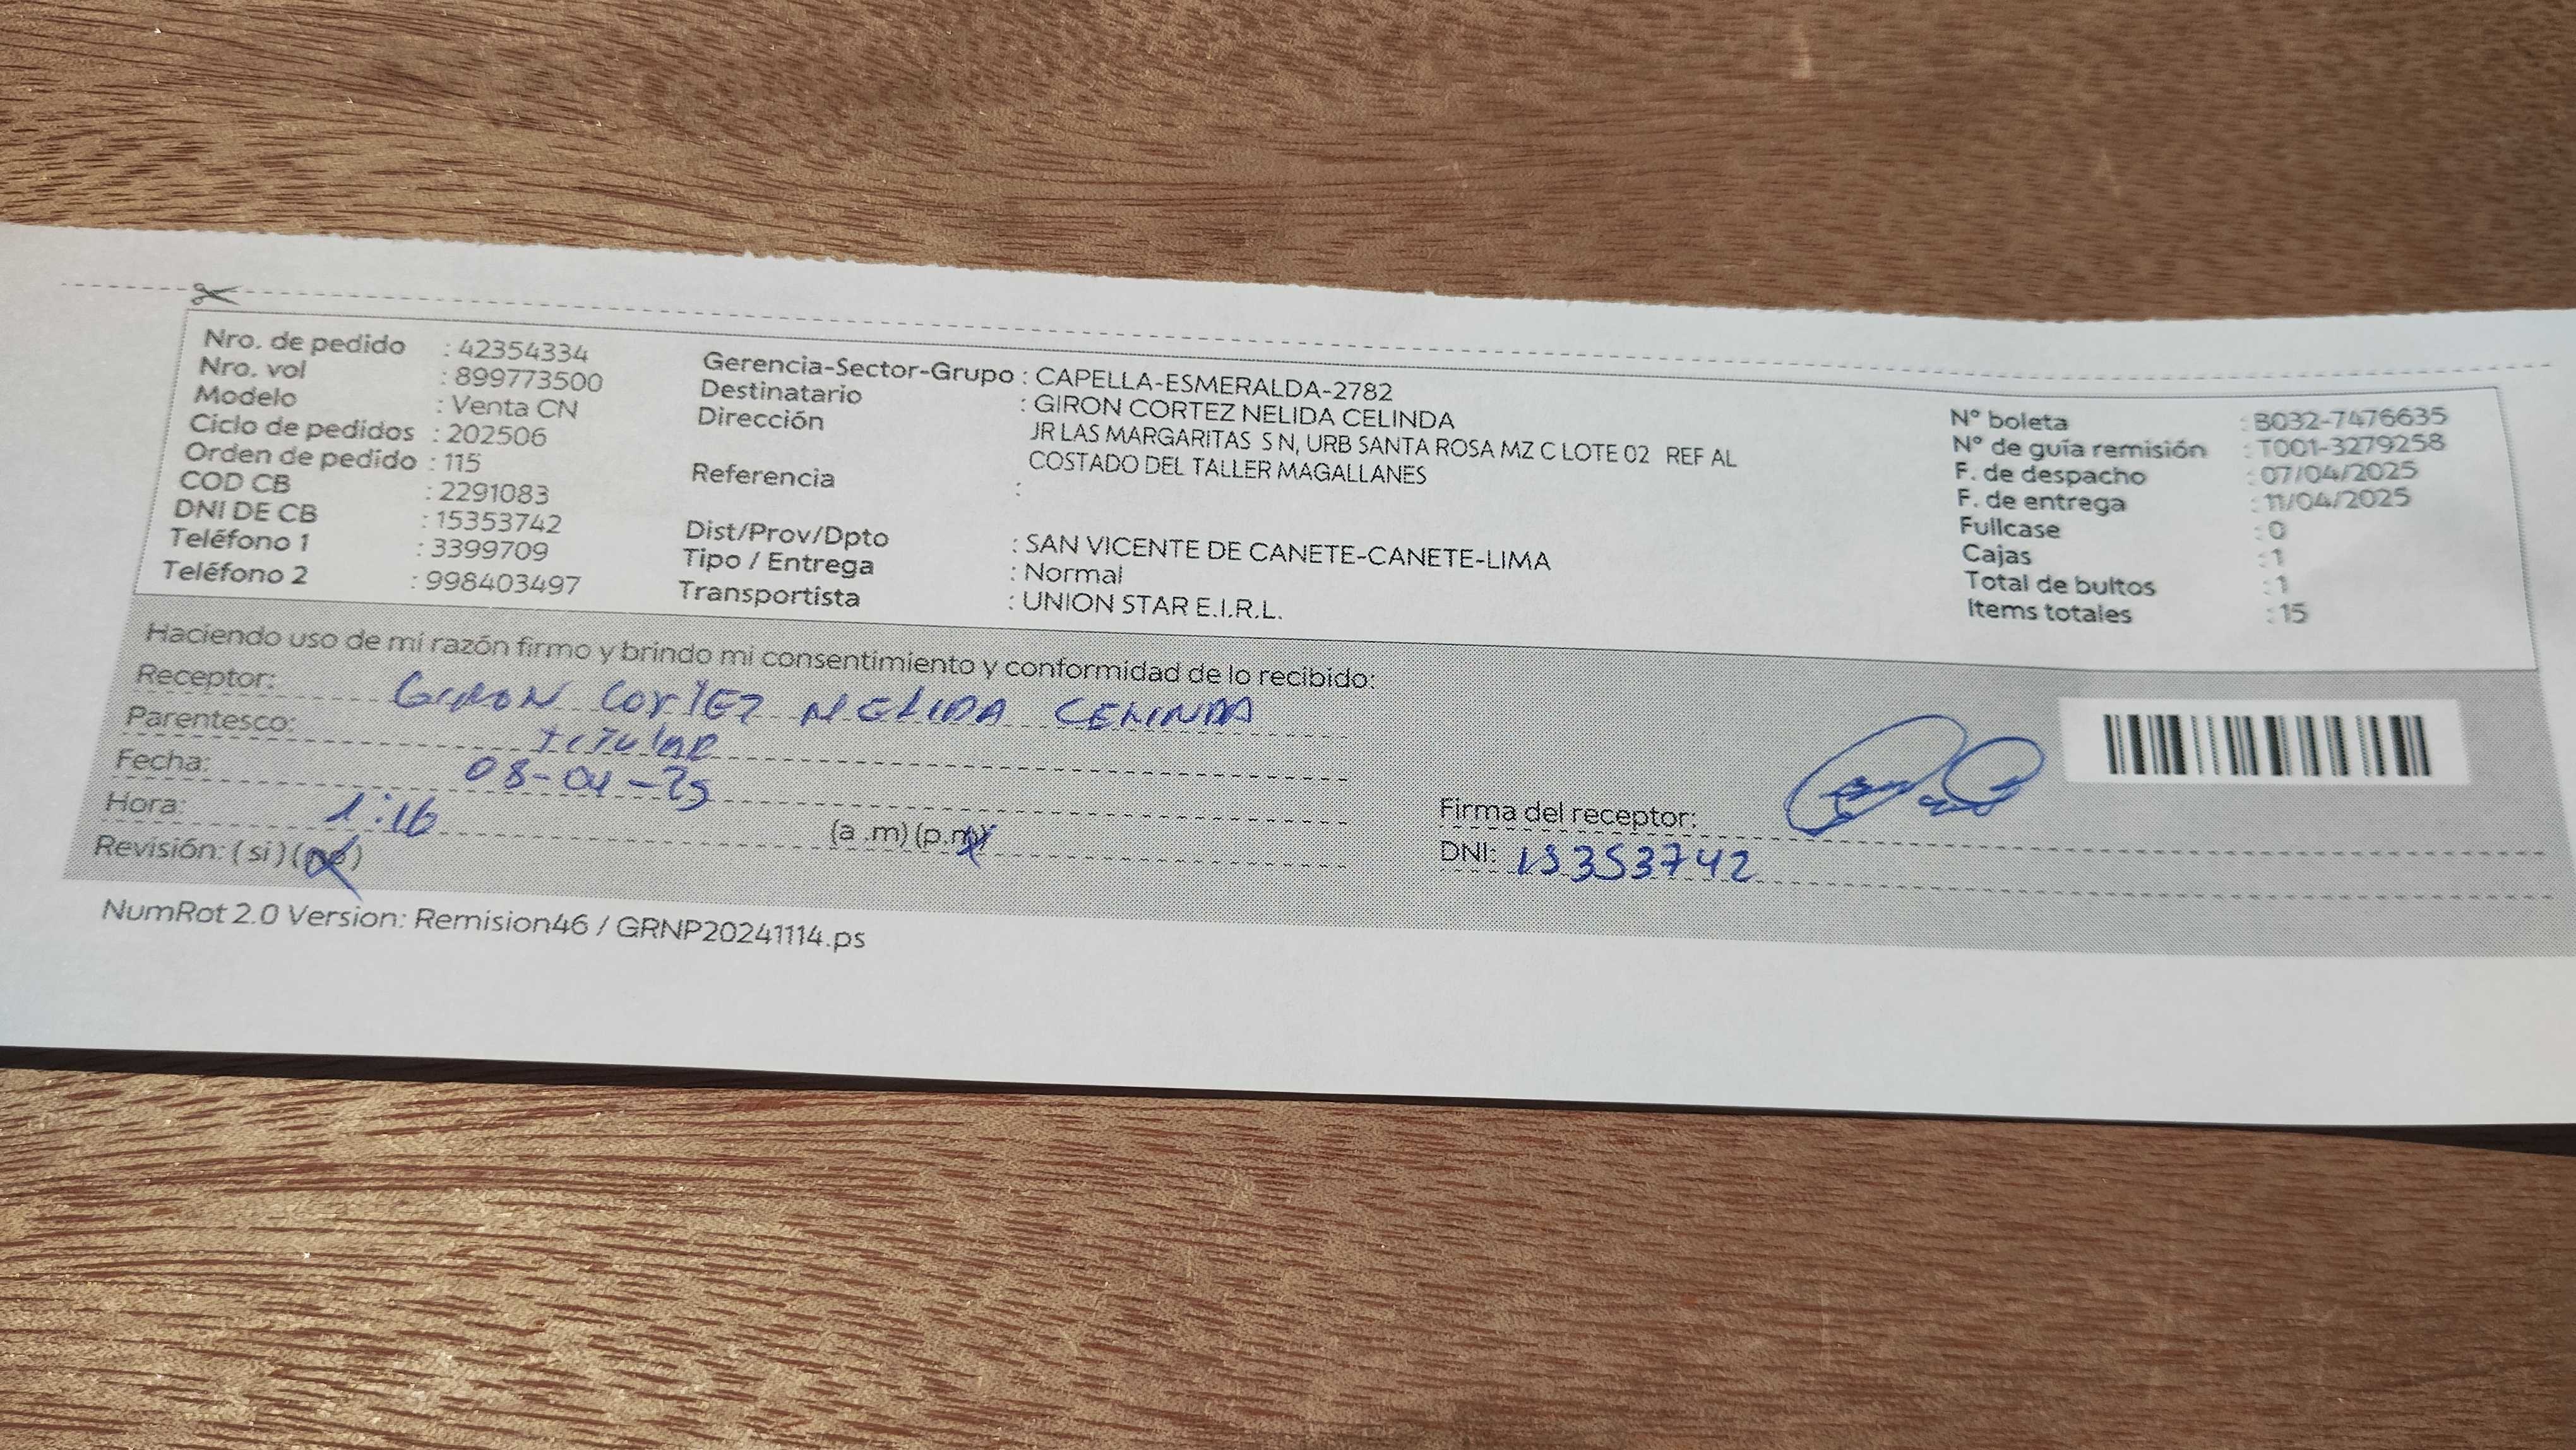 Nro. de pedido : 42354334
Nro. vol : 899773500
Modelo : Venta CN
Ciclo de pedidos : 202506
Orden de pedido : 115
COD CB : 2291083
DNI DE CB : 15353742
Teléfono 1 : 3399709
Teléfono 2 : 998403497
Gerencia-Sector-Grupo : CAPELLA-ESMERALDA-2782
Destinatario : GIRON CORTEZ NELIDA CELINDA
Dirección JR LAS MARGARITAS S N, URB SANTA ROSA MZ C LOTE 02 REF AL
COSTADO DEL TALLER MAGALLANES
Referencia :
Dist/Prov/Dpto : SAN VICENTE DE CANETE-CANETE-LIMA
Tipo / Entrega : Normal
Transportista : UNION STAR E.I.R.L.
N° boleta : B032-7476635
N° de guía remisión : T001-3279258
F. de despacho : 07/04/2025
F. de entrega : 11/04/2025
Fullcase : 0
Cajas : 1
Total de bultos : 1
Items totales : 15
Haciendo uso de mi razón firmo y brindo mi consentimiento y conformidad de lo recibido:
Receptor: GIRON CORTEZ NELIDA CELINDA
Parentesco: titular
Fecha: 08-04-25
Hora: 1:16 (a .m) (p.m)
Revisión: ( si ) ( no )
Firma del receptor:
DNI: 15353742
NumRot 2.0 Version: Remision46 / GRNP20241114.ps